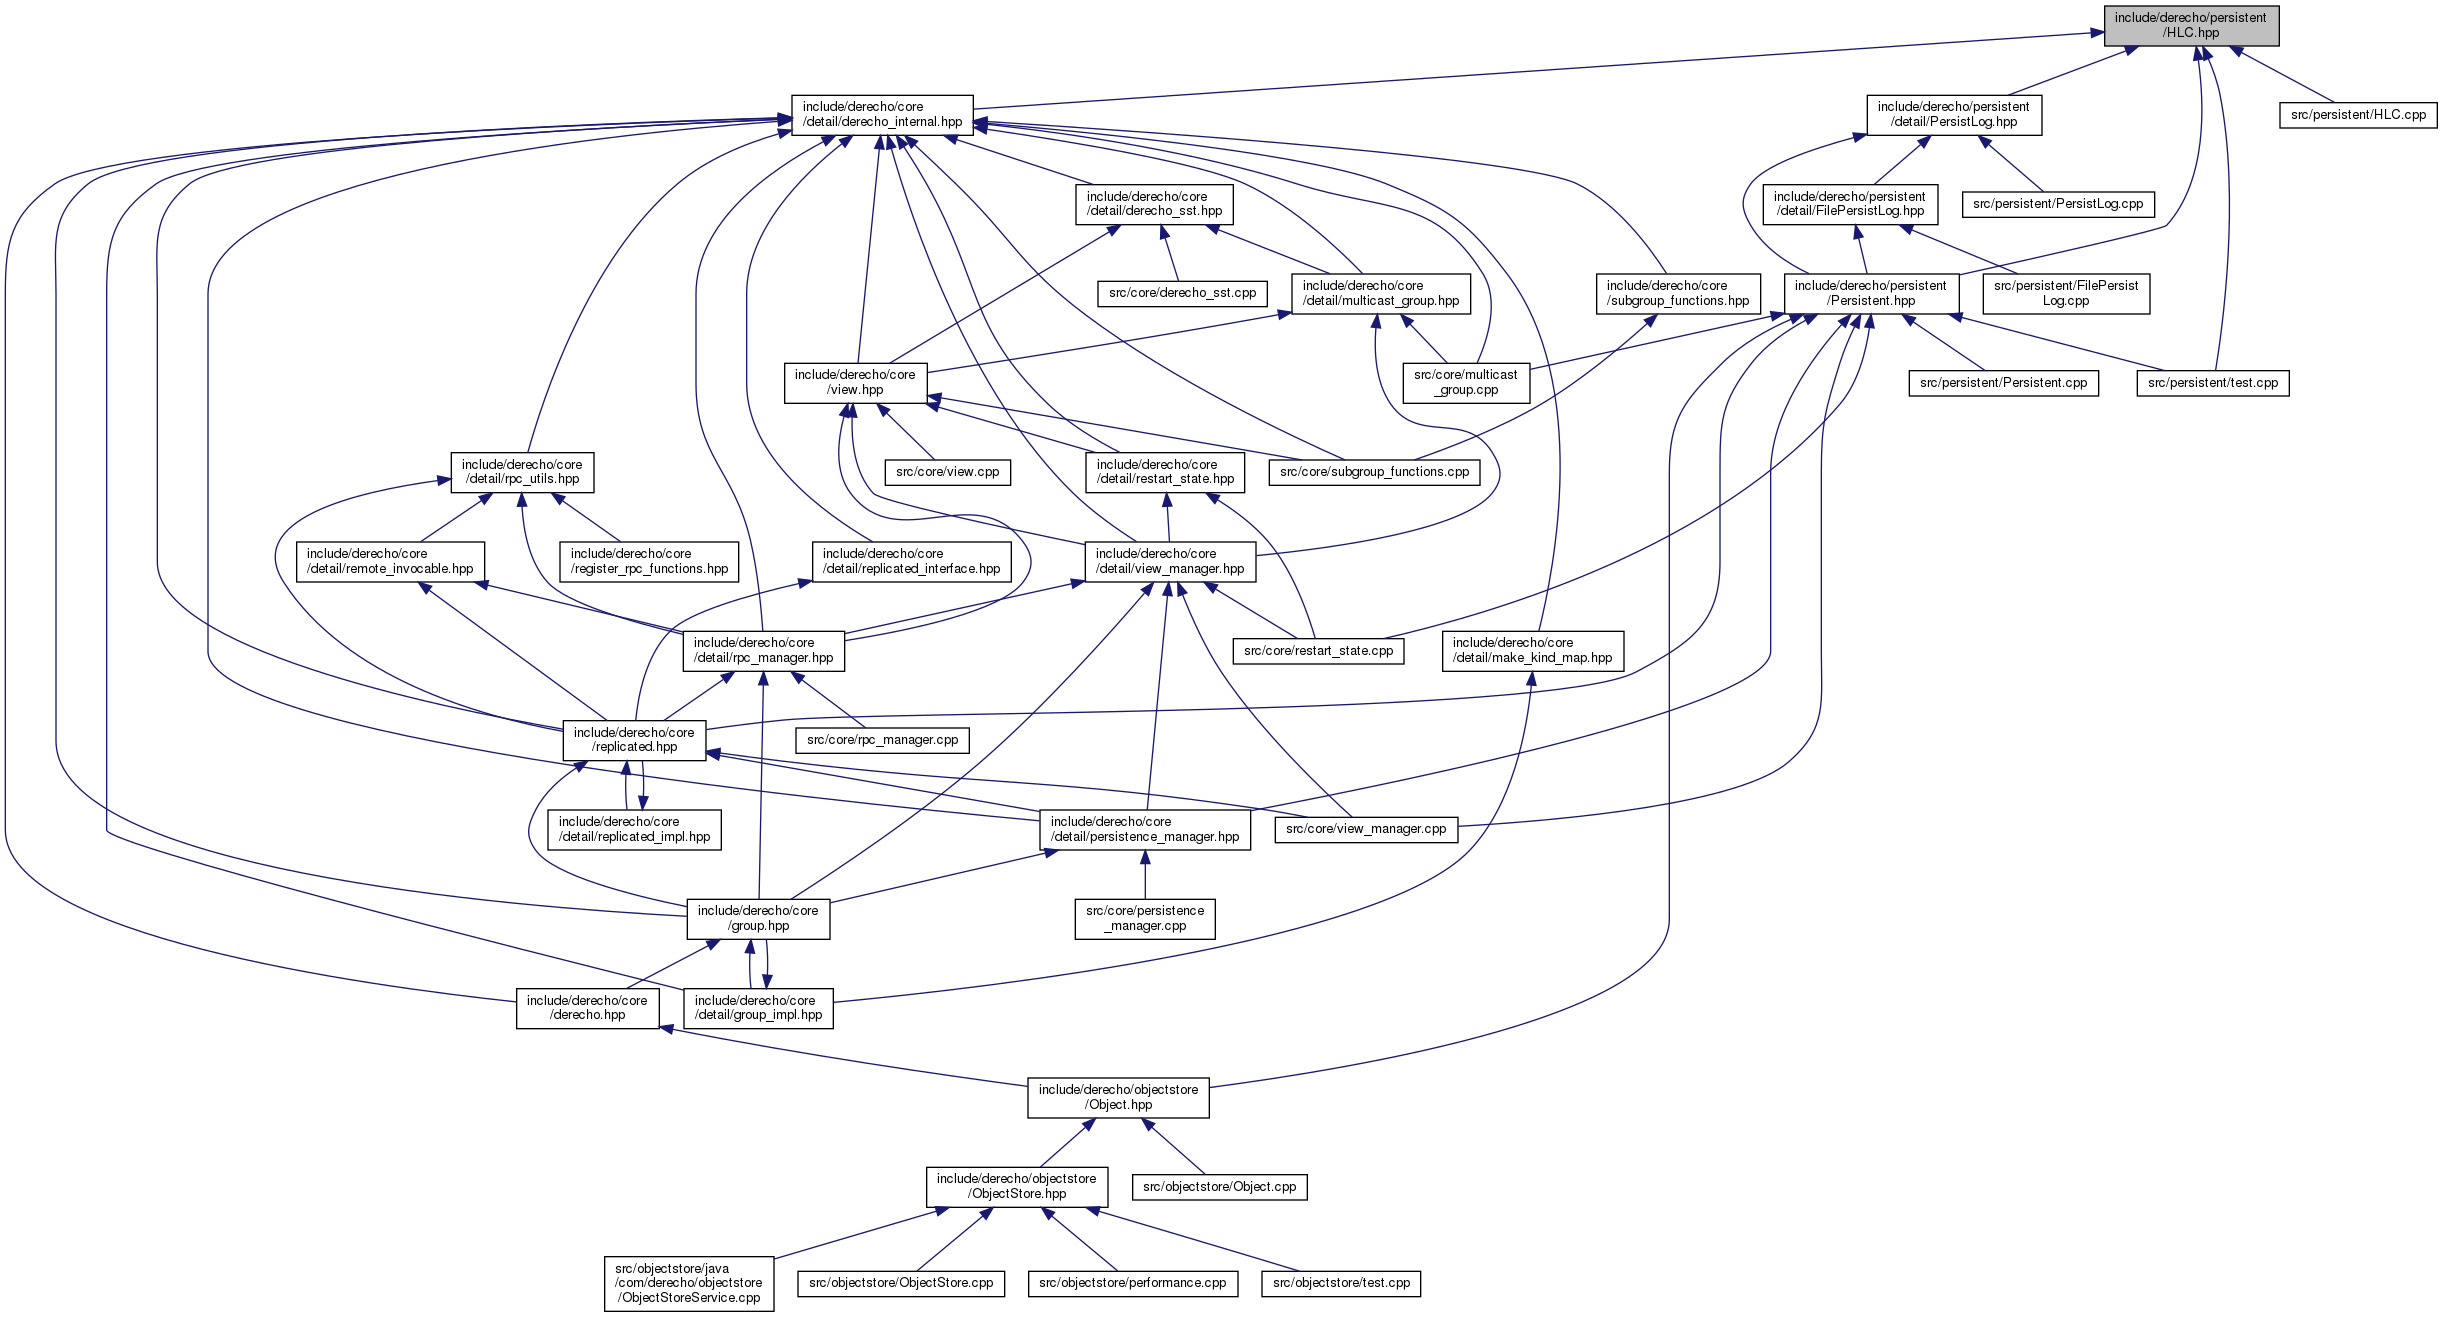 include/derecho/persistent
/HLC.hpp
include/derecho/core
/detail/derecho_internal.hpp
include/derecho/persistent
/detail/PersistLog.hpp
src/persistent/HLC.cpp
include/derecho/core
/detail/derecho_sst.hpp
include/derecho/persistent
/detail/FilePersistLog.hpp
src/persistent/PersistLog.cpp
src/core/derecho_sst.cpp
include/derecho/core
/detail/multicast_group.hpp
include/derecho/core
/subgroup_functions.hpp
include/derecho/persistent
/Persistent.hpp
src/persistent/FilePersist
Log.cpp
include/derecho/core
/view.hpp
src/core/multicast
_group.cpp
src/persistent/Persistent.cpp
src/persistent/test.cpp
include/derecho/core
/detail/rpc_utils.hpp
src/core/view.cpp
include/derecho/core
/detail/restart_state.hpp
src/core/subgroup_functions.cpp
include/derecho/core
/detail/remote_invocable.hpp
include/derecho/core
/register_rpc_functions.hpp
include/derecho/core
/detail/replicated_interface.hpp
include/derecho/core
/detail/view_manager.hpp
include/derecho/core
/detail/rpc_manager.hpp
src/core/restart_state.cpp
include/derecho/core
/detail/make_kind_map.hpp
include/derecho/core
/replicated.hpp
src/core/rpc_manager.cpp
include/derecho/core
/detail/replicated_impl.hpp
include/derecho/core
/detail/persistence_manager.hpp
src/core/view_manager.cpp
include/derecho/core
/group.hpp
src/core/persistence
_manager.cpp
include/derecho/core
/derecho.hpp
include/derecho/core
/detail/group_impl.hpp
include/derecho/objectstore
/Object.hpp
include/derecho/objectstore
/ObjectStore.hpp
src/objectstore/Object.cpp
src/objectstore/java
/com/derecho/objectstore
/ObjectStoreService.cpp
src/objectstore/ObjectStore.cpp
src/objectstore/performance.cpp
src/objectstore/test.cpp